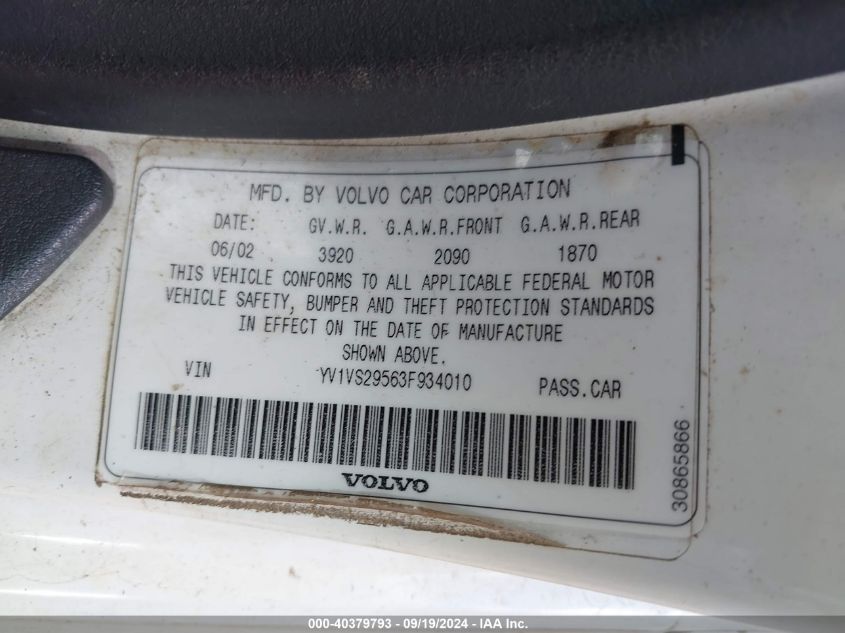 MFD. BY VOLVO CAR CORPORATION
DATE: GV.W.R. G.A.W.R.FRONT G.A.W.R.REAR
06/02 3920 2090 1870
THIS VEHICLE CONFORMS TO ALL APPLICABLE FEDERAL MOTOR
VEHICLE SAFETY, BUMPER AND THEFT PROTECTION STANDARDS
IN EFFECT ON THE DATE OF MANUFACTURE
SHOWN ABOVE.
VIN YV1VS29563F934010 PASS.CAR
VOLVO
30865866
000-40379793 - 09/19/2024 - IAA Inc.